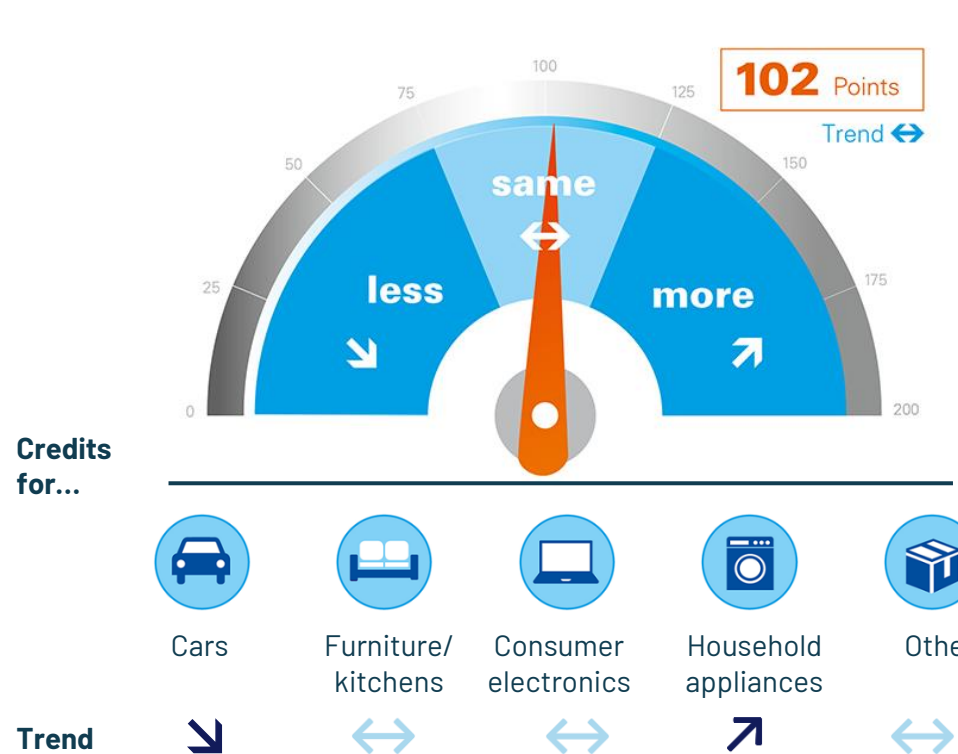 100
75
125
102 Points
Trend
50
150
same
25
175
less
more
0
200
Credits
for...
Cars
Furniture/
kitchens
Consumer
electronics
Household
appliances
Othe
Trend